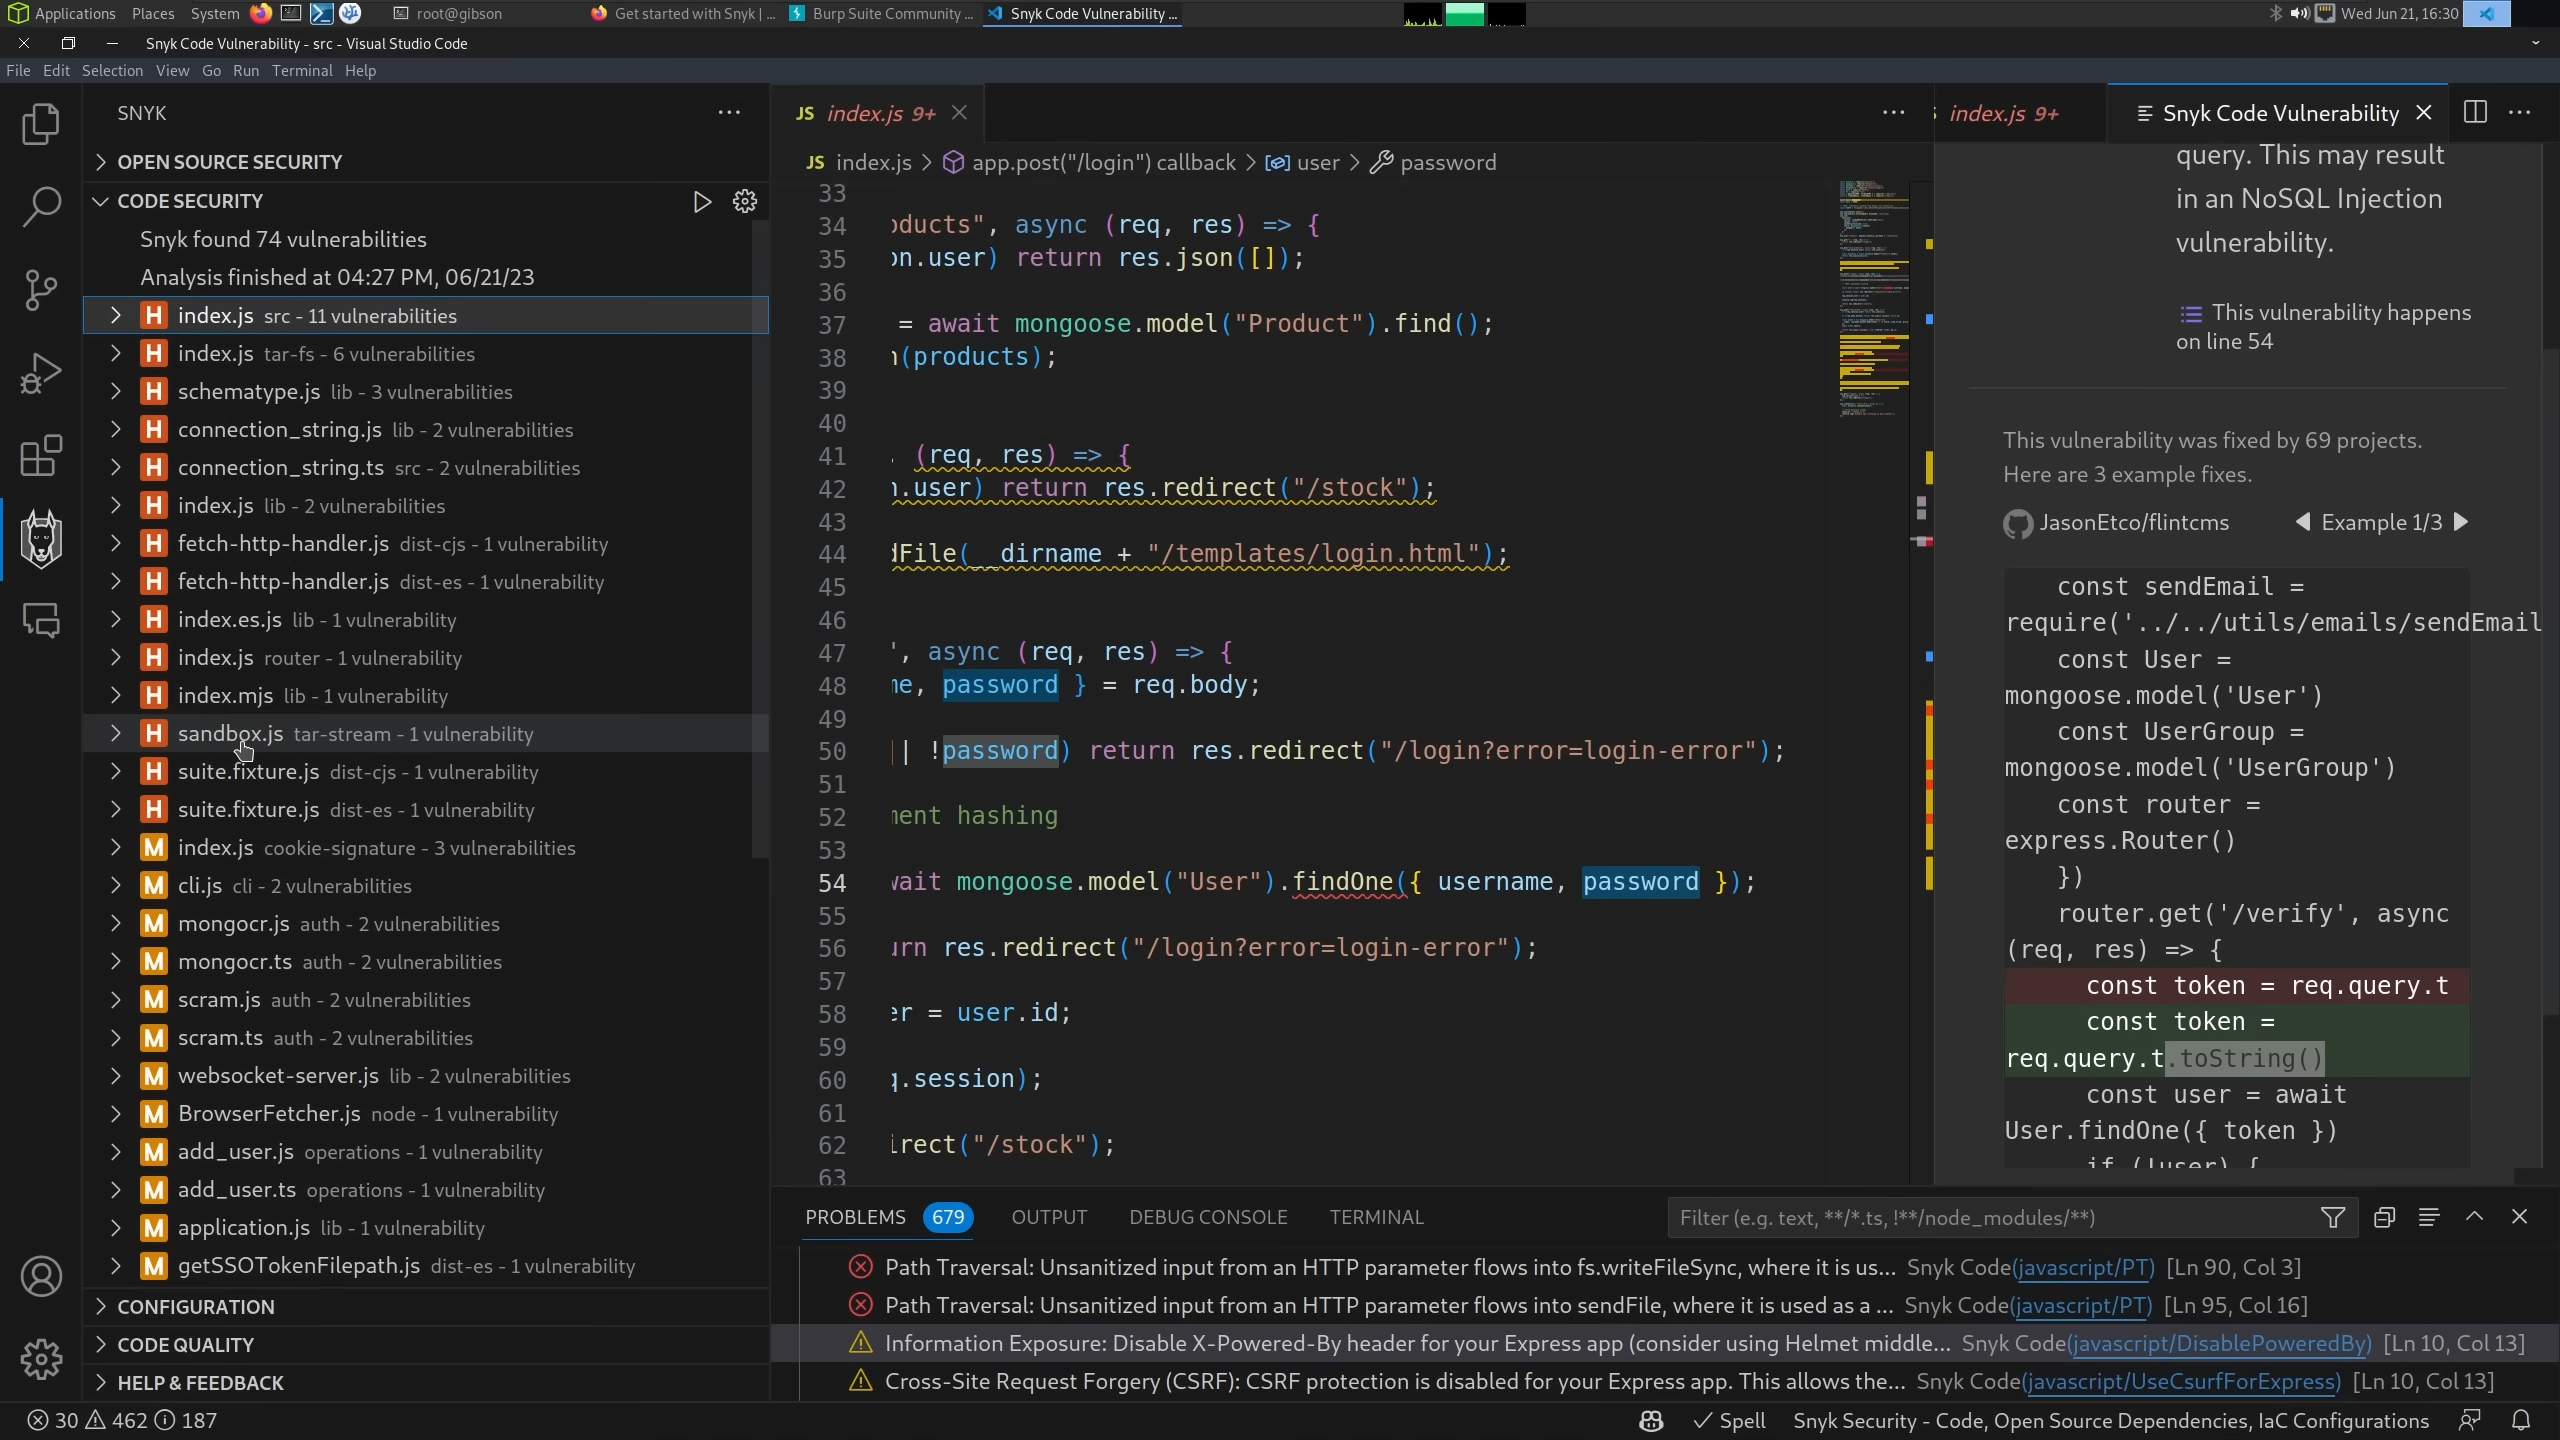 Applications Places System root@gibson Get started with Snyk | ... Burp Suite Community ... Snyk Code Vulnerability ... Wed Jun 21, 16:30
Snyk Code Vulnerability - src - Visual Studio Code
File Edit Selection View Go Run Terminal Help
SNYK
OPEN SOURCE SECURITY
CODE SECURITY
Snyk found 74 vulnerabilities
Analysis finished at 04:27 PM, 06/21/23
H index.js src - 11 vulnerabilities
H index.js tar-fs - 6 vulnerabilities
H schematype.js lib - 3 vulnerabilities
H connection_string.js lib - 2 vulnerabilities
H connection_string.ts src - 2 vulnerabilities
H index.js lib - 2 vulnerabilities
H fetch-http-handler.js dist-cjs - 1 vulnerability
H fetch-http-handler.js dist-es - 1 vulnerability
H index.es.js lib - 1 vulnerability
H index.js router - 1 vulnerability
H index.mjs lib - 1 vulnerability
H sandbox.js tar-stream - 1 vulnerability
H suite.fixture.js dist-cjs - 1 vulnerability
H suite.fixture.js dist-es - 1 vulnerability
M index.js cookie-signature - 3 vulnerabilities
M cli.js cli - 2 vulnerabilities
M mongocr.js auth - 2 vulnerabilities
M mongocr.ts auth - 2 vulnerabilities
M scram.js auth - 2 vulnerabilities
M scram.ts auth - 2 vulnerabilities
M websocket-server.js lib - 2 vulnerabilities
M BrowserFetcher.js node - 1 vulnerability
M add_user.js operations - 1 vulnerability
M add_user.ts operations - 1 vulnerability
M application.js lib - 1 vulnerability
M getSSOTokenFilepath.js dist-es - 1 vulnerability
CONFIGURATION
CODE QUALITY
HELP & FEEDBACK
JS index.js 9+
JS index.js > app.post("/login") callback > user > password
33
34 oducts", async (req, res) => {
35 on.user) return res.json([]);
36
37 = await mongoose.model("Product").find();
38 n(products);
39
40
41 , (req, res) => {
42 n.user) return res.redirect("/stock");
43
44 dFile(__dirname + "/templates/login.html");
45
46
47 ", async (req, res) => {
48 me, password } = req.body;
49
50 || !password) return res.redirect("/login?error=login-error");
51
52 ment hashing
53
54 wait mongoose.model("User").findOne({ username, password });
55
56 urn res.redirect("/login?error=login-error");
57
58 er = user.id;
59
60 q.session);
61
62 irect("/stock");
63
index.js 9+ Snyk Code Vulnerability
query. This may result
in an NoSQL Injection
vulnerability.
This vulnerability happens
on line 54
This vulnerability was fixed by 69 projects.
Here are 3 example fixes.
JasonEtco/flintcms Example 1/3
const sendEmail =
require('../../utils/emails/sendEmail
const User =
mongoose.model('User')
const UserGroup =
mongoose.model('UserGroup')
const router =
express.Router()
})
router.get('/verify', async
(req, res) => {
const token = req.query.t
const token =
req.query.t.toString()
const user = await
User.findOne({ token })
if (!user) {
PROBLEMS 679 OUTPUT DEBUG CONSOLE TERMINAL Filter (e.g. text, **/*.ts, !**/node_modules/**)
Path Traversal: Unsanitized input from an HTTP parameter flows into fs.writeFileSync, where it is us... Snyk Code(javascript/PT) [Ln 90, Col 3]
Path Traversal: Unsanitized input from an HTTP parameter flows into sendFile, where it is used as a ... Snyk Code(javascript/PT) [Ln 95, Col 16]
Information Exposure: Disable X-Powered-By header for your Express app (consider using Helmet middle... Snyk Code(javascript/DisablePoweredBy) [Ln 10, Col 13]
Cross-Site Request Forgery (CSRF): CSRF protection is disabled for your Express app. This allows the... Snyk Code(javascript/UseCsurfForExpress) [Ln 10, Col 13]
30 462 187 Spell Snyk Security - Code, Open Source Dependencies, IaC Configurations